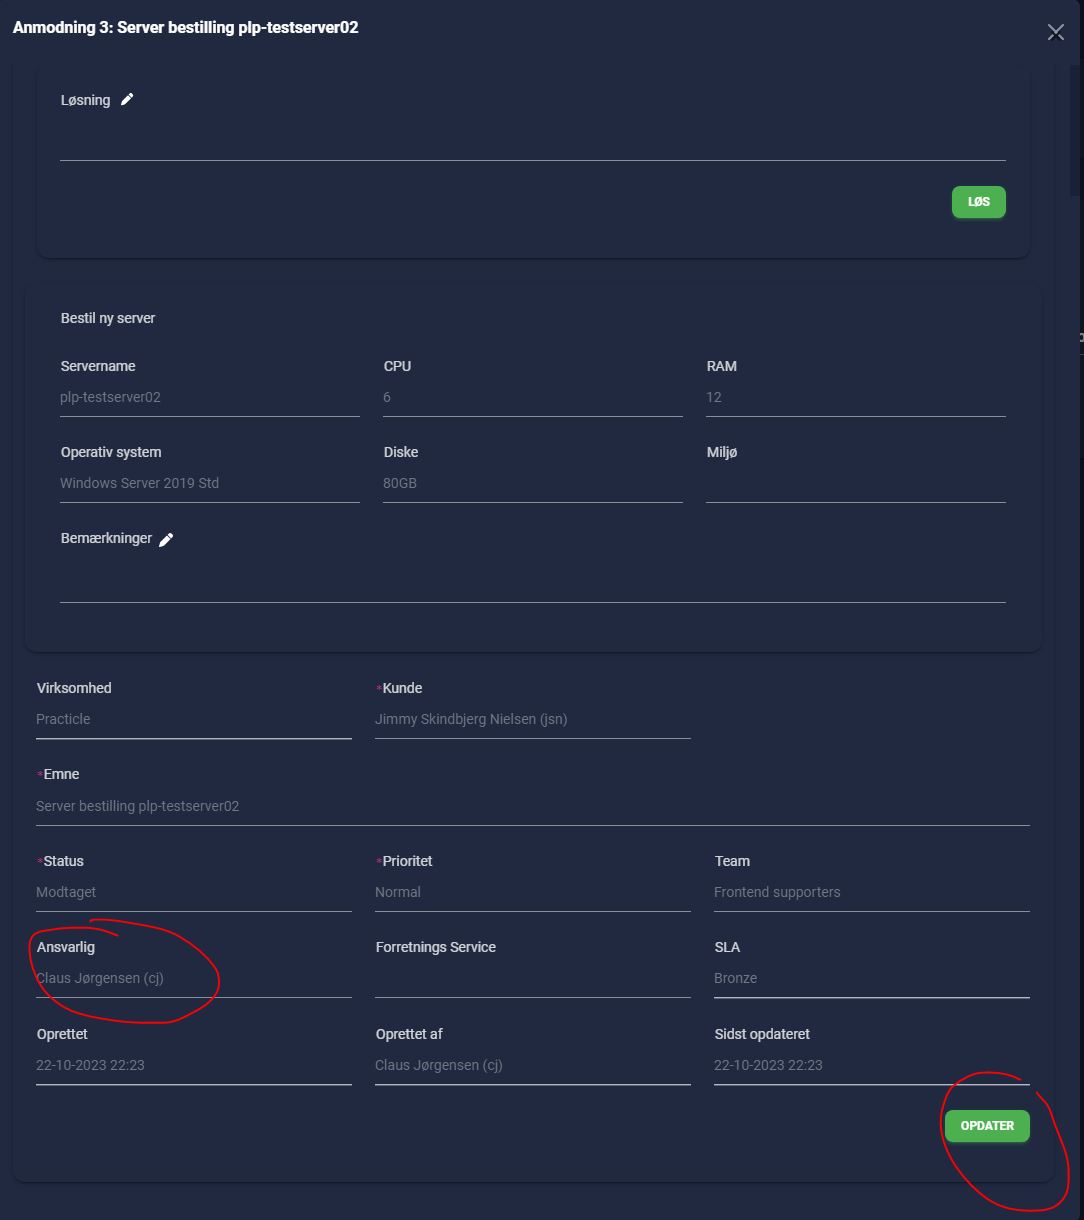 Anmodning 3: Server bestilling plp-testserver02
Løsning
LØS
Bestil ny server
Servername CPU RAM
plp-testserver02 6 12
Operativ system Diske Miljø
Windows Server 2019 Std 80GB
Bemærkninger
Virksomhed *Kunde
Practicle Jimmy Skindbjerg Nielsen (jsn)
*Emne
Server bestilling plp-testserver02
*Status *Prioritet Team
Modtaget Normal Frontend supporters
Ansvarlig Forretnings Service SLA
Claus Jørgensen (cj) Bronze
Oprettet Oprettet af Sidst opdateret
22-10-2023 22:23 Claus Jørgensen (cj) 22-10-2023 22:23
OPDATER